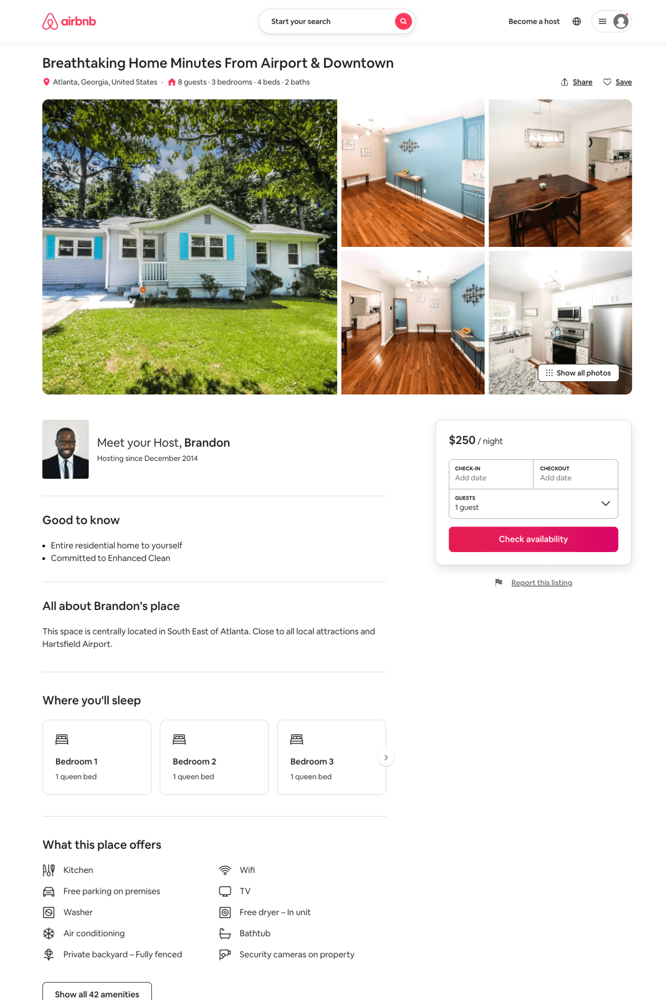 airbnb
Start your search
Become a host
Breathtaking Home Minutes From Airport & Downtown
Atlanta, Georgia, United States · 8 guests · 3 bedrooms · 4 beds · 2 baths
Share
Save
Show all photos
Meet your Host, Brandon
Hosting since December 2014
$250 / night
CHECK-IN
Add date
CHECKOUT
Add date
GUESTS
1 guest
Check availability
Report this listing
Good to know
• Entire residential home to yourself
• Committed to Enhanced Clean
All about Brandon’s place
This space is centrally located in South East of Atlanta. Close to all local attractions and
Hartsfield Airport.
Where you'll sleep
Bedroom 1
1 queen bed
Bedroom 2
1 queen bed
Bedroom 3
1 queen bed
What this place offers
Kitchen
Wifi
Free parking on premises
TV
Washer
Free dryer – In unit
Air conditioning
Bathtub
Private backyard – Fully fenced
Security cameras on property
Show all 42 amenities